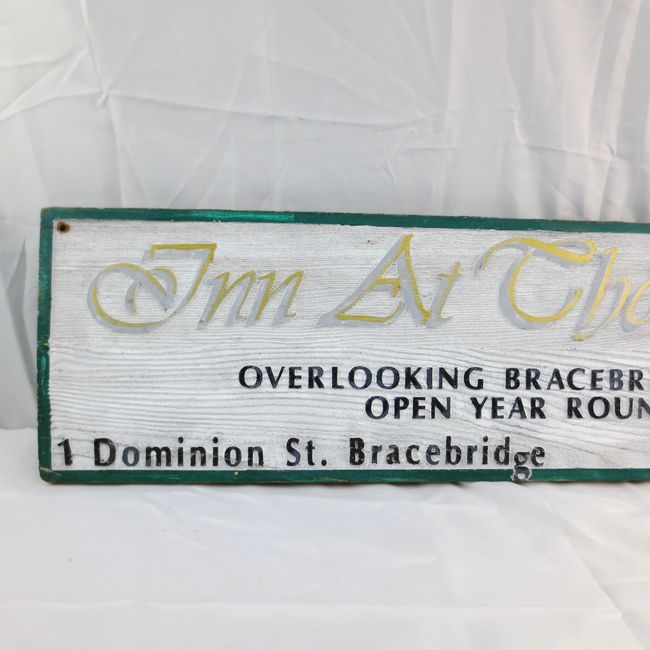 Inn At The
OVERLOOKING BRACEBR
OPEN YEAR ROUN
1 Dominion St. Bracebridge